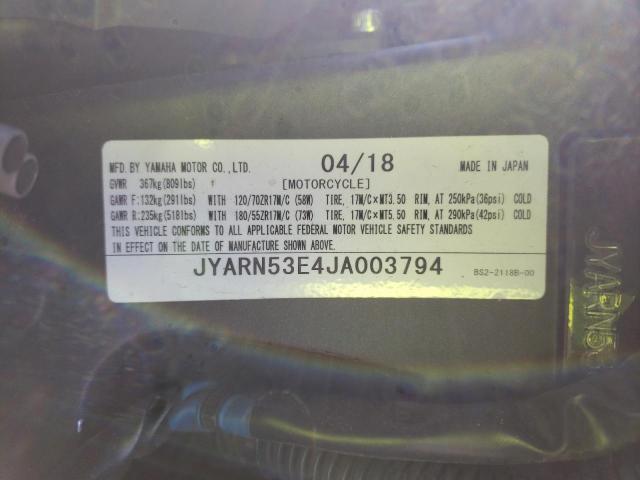 MFD. BY YAMAHA MOTOR CO., LTD. 04/18 MADE IN JAPAN
GVWR 367kg(809lbs) [MOTORCYCLE]
GAWR F:132kg(291lbs) WITH 120/70ZR17M/C (58W) TIRE, 17M/C×MT3.50 RIM, AT 250kPa(36psi) COLD
GAWR R:235kg(518lbs) WITH 180/55ZR17M/C (73W) TIRE, 17M/C×MT5.50 RIM, AT 290kPa(42psi) COLD
THIS VEHICLE CONFORMS TO ALL APPLICABLE FEDERAL MOTOR VEHICLE SAFETY STANDARDS
IN EFFECT ON THE DATE OF MANUFACTURE SHOWN ABOVE.
JYARN53E4JA003794 BS2-2118B-00
JYARN53